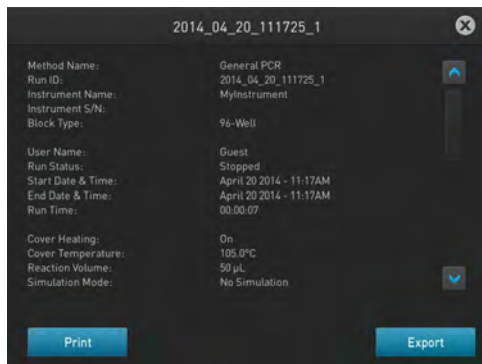 2014_04_20_111725_1
Method Name: General PCR
Run ID: 2014_04_20_111725_1
Instrument Name: MyInstrument
Instrument S/N:
Block Type: 96-Well
User Name: Guest
Run Status: Stopped
Start Date & Time: April 20 2014 - 11:17AM
End Date & Time: April 20 2014 - 11:17AM
Run Time: 00:00:07
Cover Heating: On
Cover Temperature: 105.0°C
Reaction Volume: 50 µL
Simulation Mode: No Simulation
Print Export